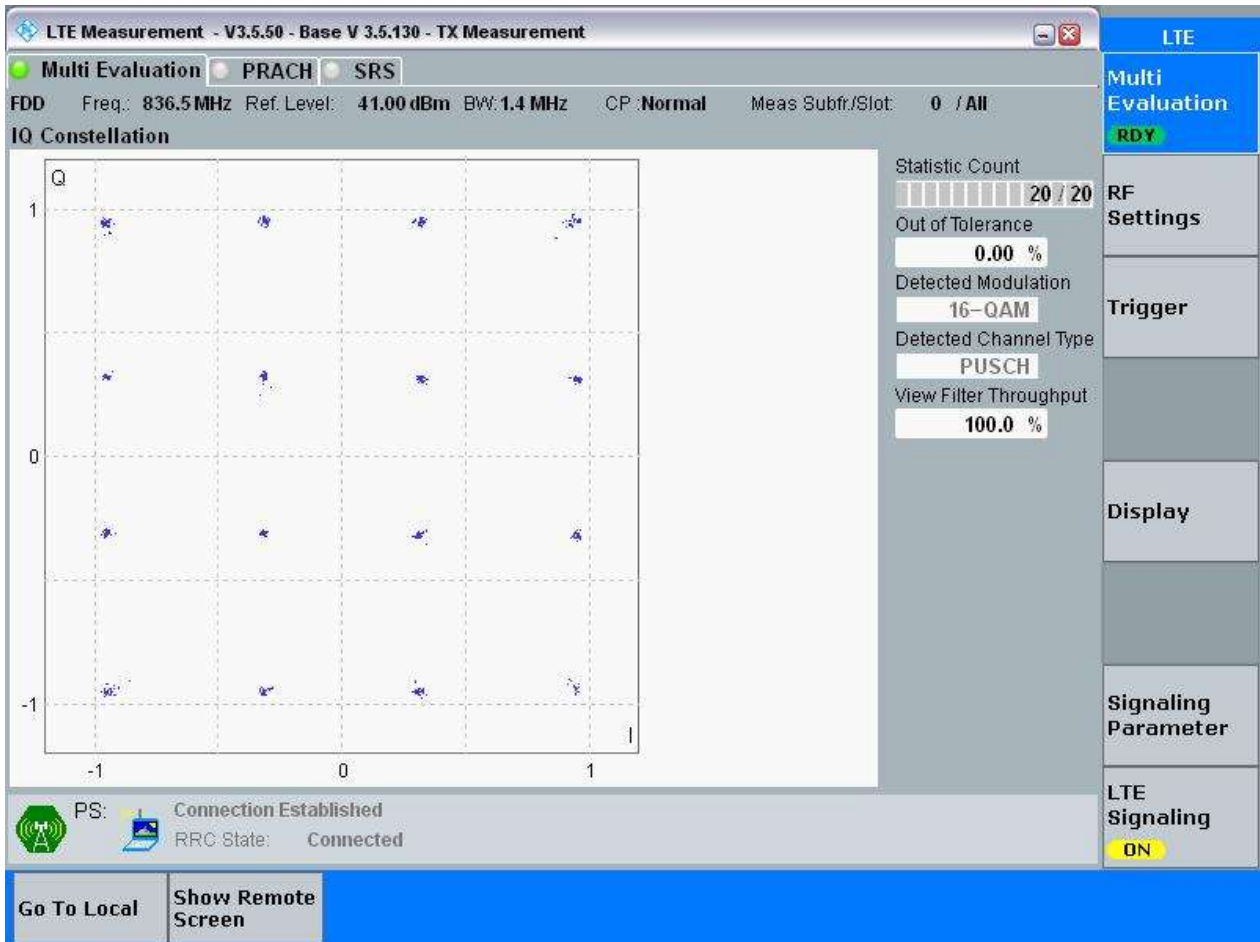 LTE Measurement - V3.5.50 - Base V 3.5.130 - TX Measurement
LTE
Multi Evaluation PRACH SRS
Multi Evaluation
RDY
FDD Freq.: 836.5 MHz Ref. Level: 41.00 dBm BW: 1.4 MHz CP :Normal Meas Subfr./Slot: 0 / All
IQ Constellation
Q
1
0
-1
I
-1 0 1
Statistic Count
20 / 20
Out of Tolerance
0.00 %
Detected Modulation
16-QAM
Detected Channel Type
PUSCH
View Filter Throughput
100.0 %
RF
Settings
Trigger
Display
Signaling
Parameter
LTE
Signaling
ON
PS: Connection Established
RRC State: Connected
Go To Local
Show Remote
Screen